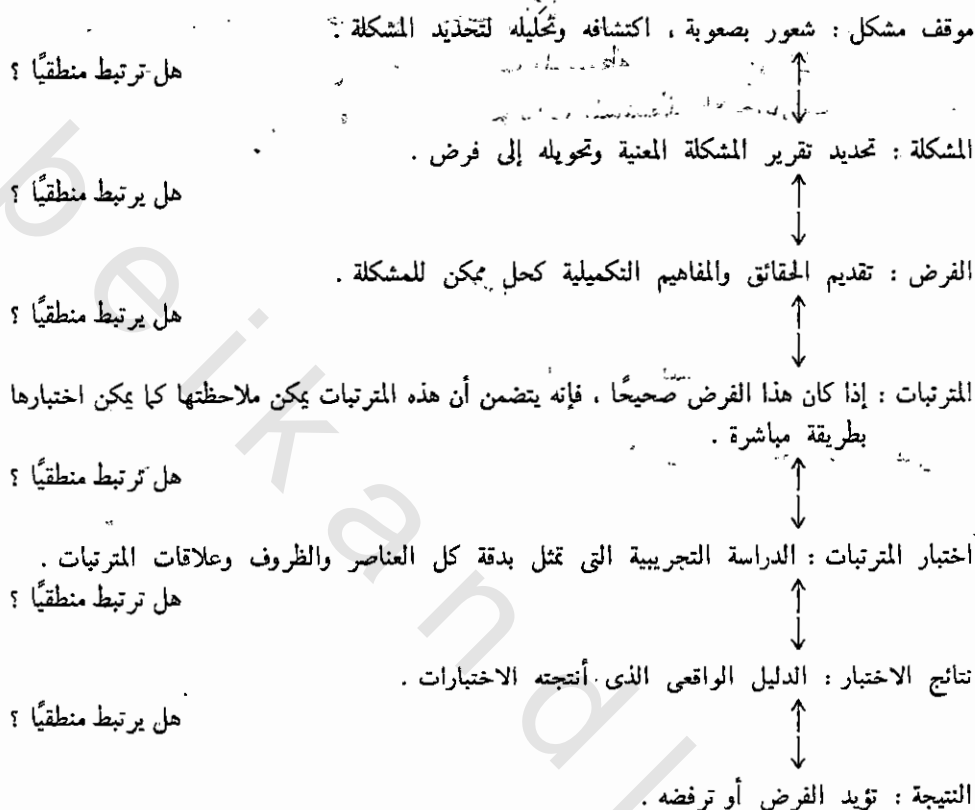 موقف مشكل : شعور بصعوبة ، اكتشافه وتحليله لتحديد المشكلة .
هل ترتبط منطقيًّا ؟
المشكلة : تحديد تقرير المشكلة المعنية وتحويله إلى فرض .
هل يرتبط منطقيًّا ؟
الفرض : تقديم الحقائق والمفاهيم التكميلية كحل ممكن للمشكلة .
هل يرتبط منطقيًّا ؟
المترتبات : إذا كان هذا الفرض صحيحًا ، فإنه يتضمن أن هذه المترتبات يمكن ملاحظتها كما يمكن اختبارها
بطريقة مباشرة .
هل ترتبط منطقيًّا ؟
اختبار المترتبات : الدراسة التجريبية التى تمثل بدقة كل العناصر والظروف وعلاقات المترتبات .
هل ترتبط منطقيًّا ؟
نتائج الاختبار : الدليل الواقعى الذى أنتجته الاختبارات .
هل يرتبط منطقيًّا ؟
النتيجة : تؤيد الفرض أو ترفضه .
b e i k a n d l